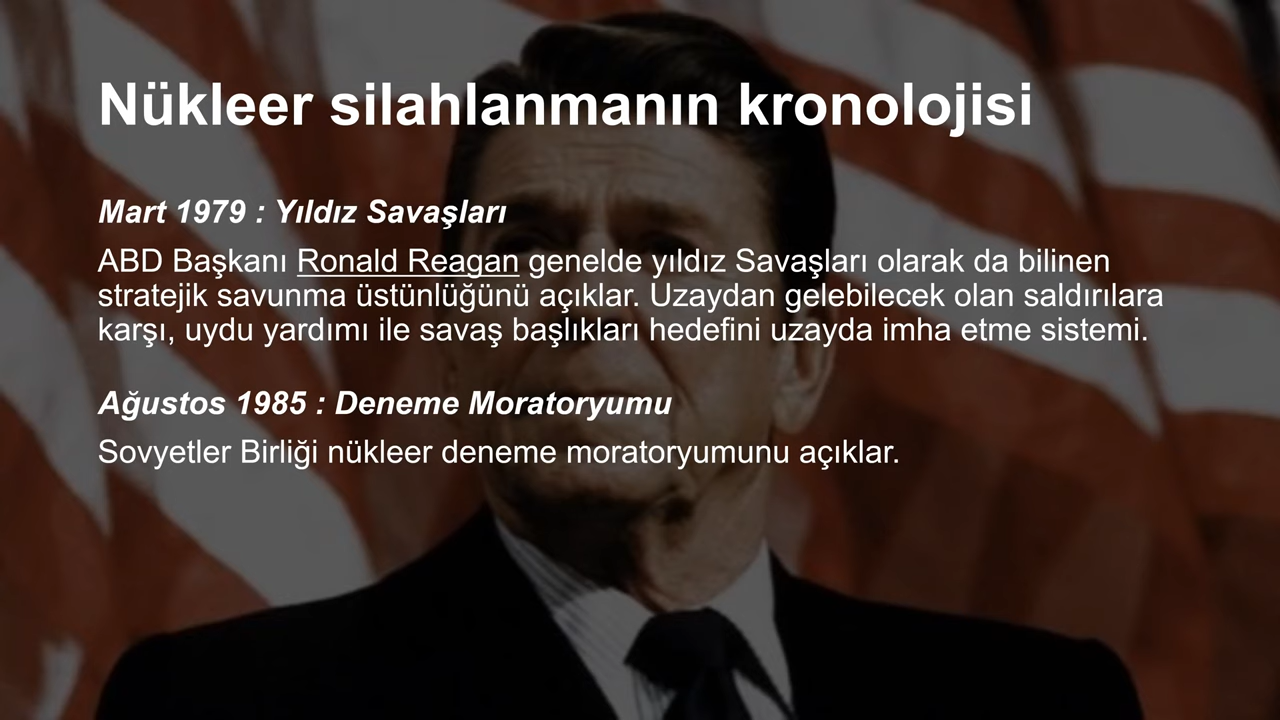 Nükleer silahlanmanın kronolojisi
Mart 1979 : Yıldız Savaşları
ABD Başkanı Ronald Reagan genelde yıldız Savaşları olarak da bilinen
stratejik savunma üstünlüğünü açıklar. Uzaydan gelebilecek olan saldırılara
karşı, uydu yardımı ile savaş başlıkları hedefini uzayda imha etme sistemi.
Ağustos 1985 : Deneme Moratoryumu
Sovyetler Birliği nükleer deneme moratoryumunu açıklar.